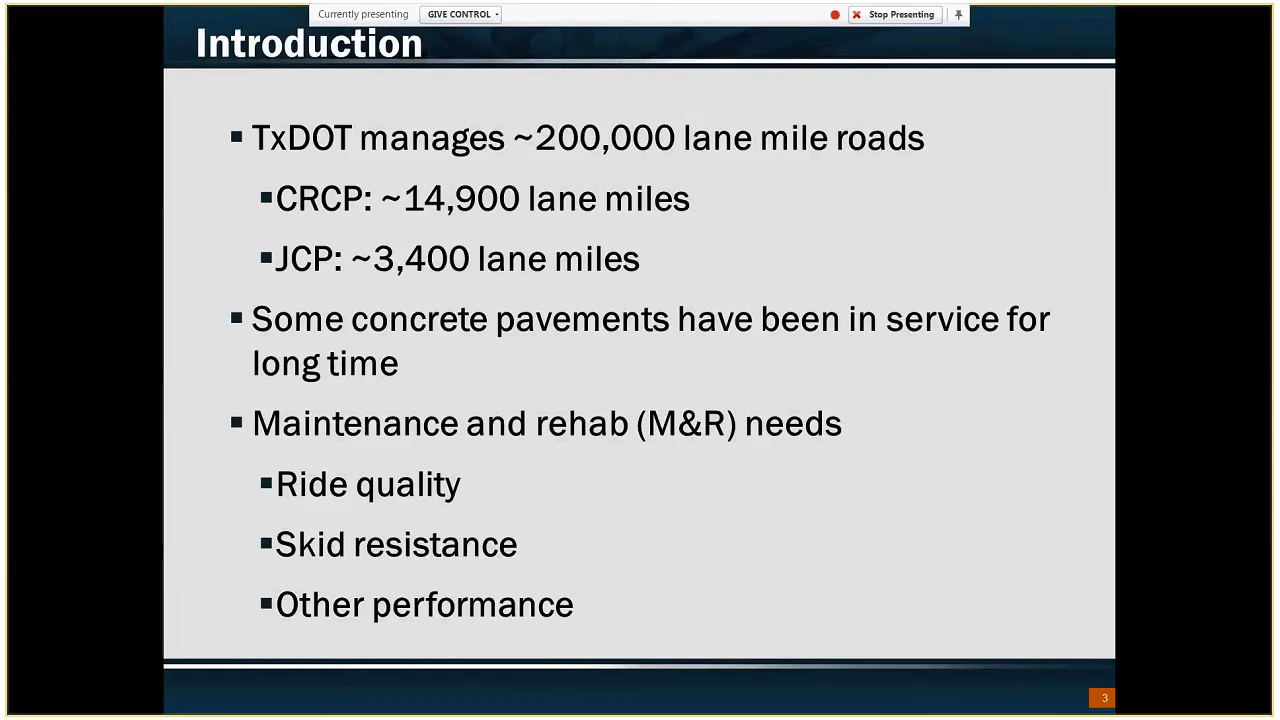 Currently presenting GIVE CONTROL Stop Presenting
Introduction
▪ TxDOT manages ~200,000 lane mile roads
▪CRCP: ~14,900 lane miles
▪JCP: ~3,400 lane miles
▪ Some concrete pavements have been in service for
long time
▪ Maintenance and rehab (M&R) needs
▪Ride quality
▪Skid resistance
▪Other performance
3